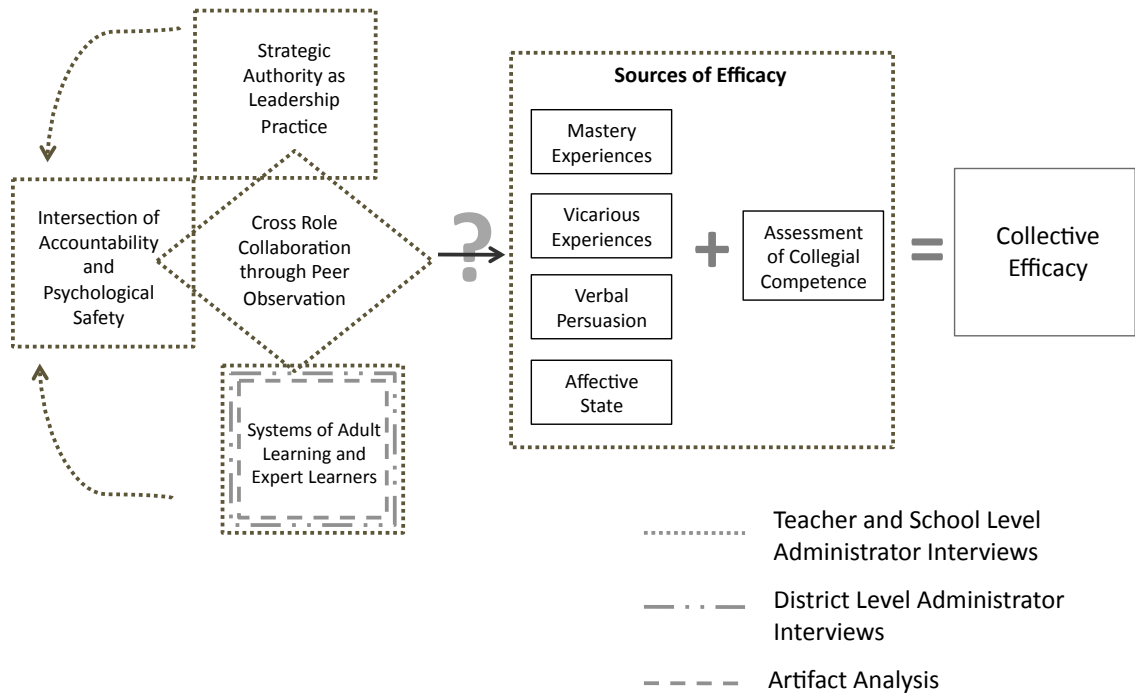 Strategic
Authority as
Leadership
Practice
Intersection of
Accountability
and
Psychological
Safety
Cross Role
Collaboration
through Peer
Observation
Systems of Adult
Learning and
Expert Learners
?
Sources of Efficacy
Mastery
Experiences
Vicarious
Experiences
Verbal
Persuasion
Affective
State
+
Assessment
of Collegial
Competence
=
Collective
Efficacy
Teacher and School Level
Administrator Interviews
District Level Administrator
Interviews
Artifact Analysis